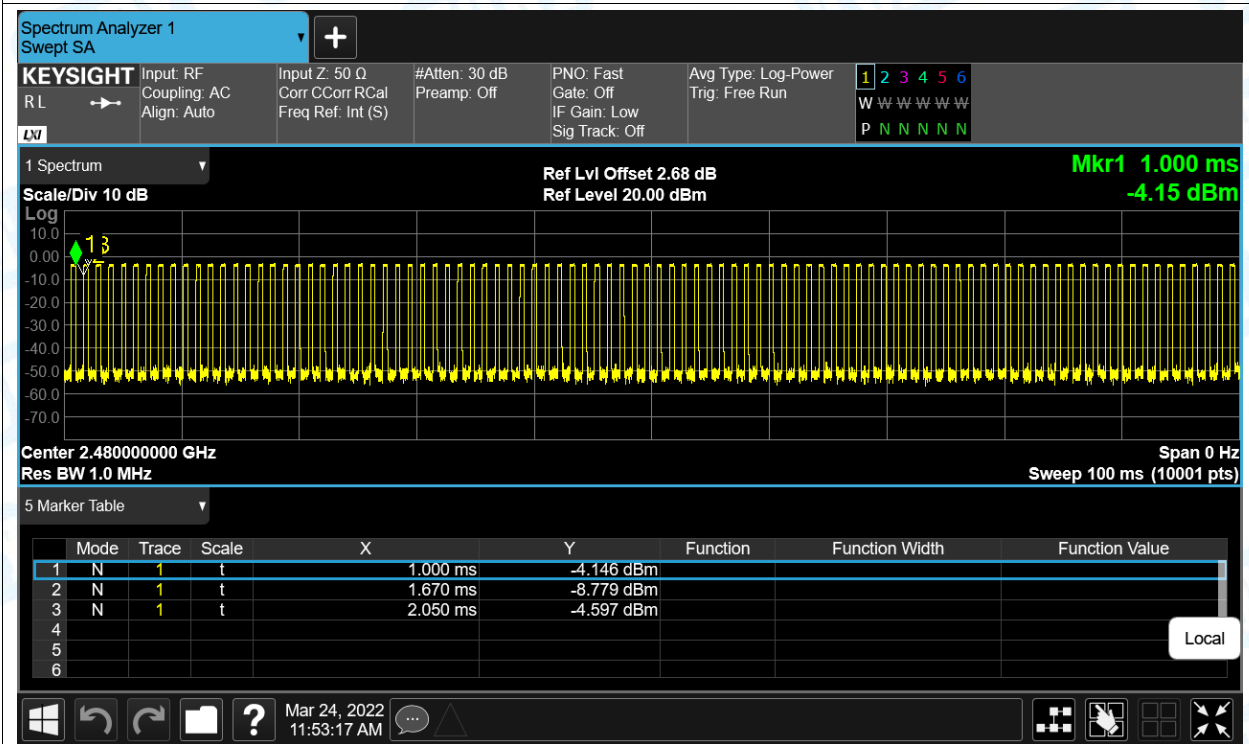 Spectrum Analyzer 1
Swept SA
KEYSIGHT Input: RF Input Z: 50 Ω #Atten: 30 dB PNO: Fast Avg Type: Log-Power 1 2 3 4 5 6
R L Coupling: AC Corr CCorr RCal Preamp: Off Gate: Off Trig: Free Run W W W W W W
Align: Auto Freq Ref: Int (S) IF Gain: Low
LXI Sig Track: Off P N N N N N
1 Spectrum Ref Lvl Offset 2.68 dB Mkr1 1.000 ms
Scale/Div 10 dB Ref Level 20.00 dBm -4.15 dBm
Log
10.0
1 3
0.00
-10.0
-20.0
-30.0
-40.0
-50.0
-60.0
-70.0
Center 2.480000000 GHz Span 0 Hz
Res BW 1.0 MHz Sweep 100 ms (10001 pts)
5 Marker Table
Mode Trace Scale X Y Function Function Width Function Value
1 N 1 t 1.000 ms -4.146 dBm
2 N 1 t 1.670 ms -8.779 dBm
3 N 1 t 2.050 ms -4.597 dBm
4
5
6
Local
? Mar 24, 2022
11:53:17 AM